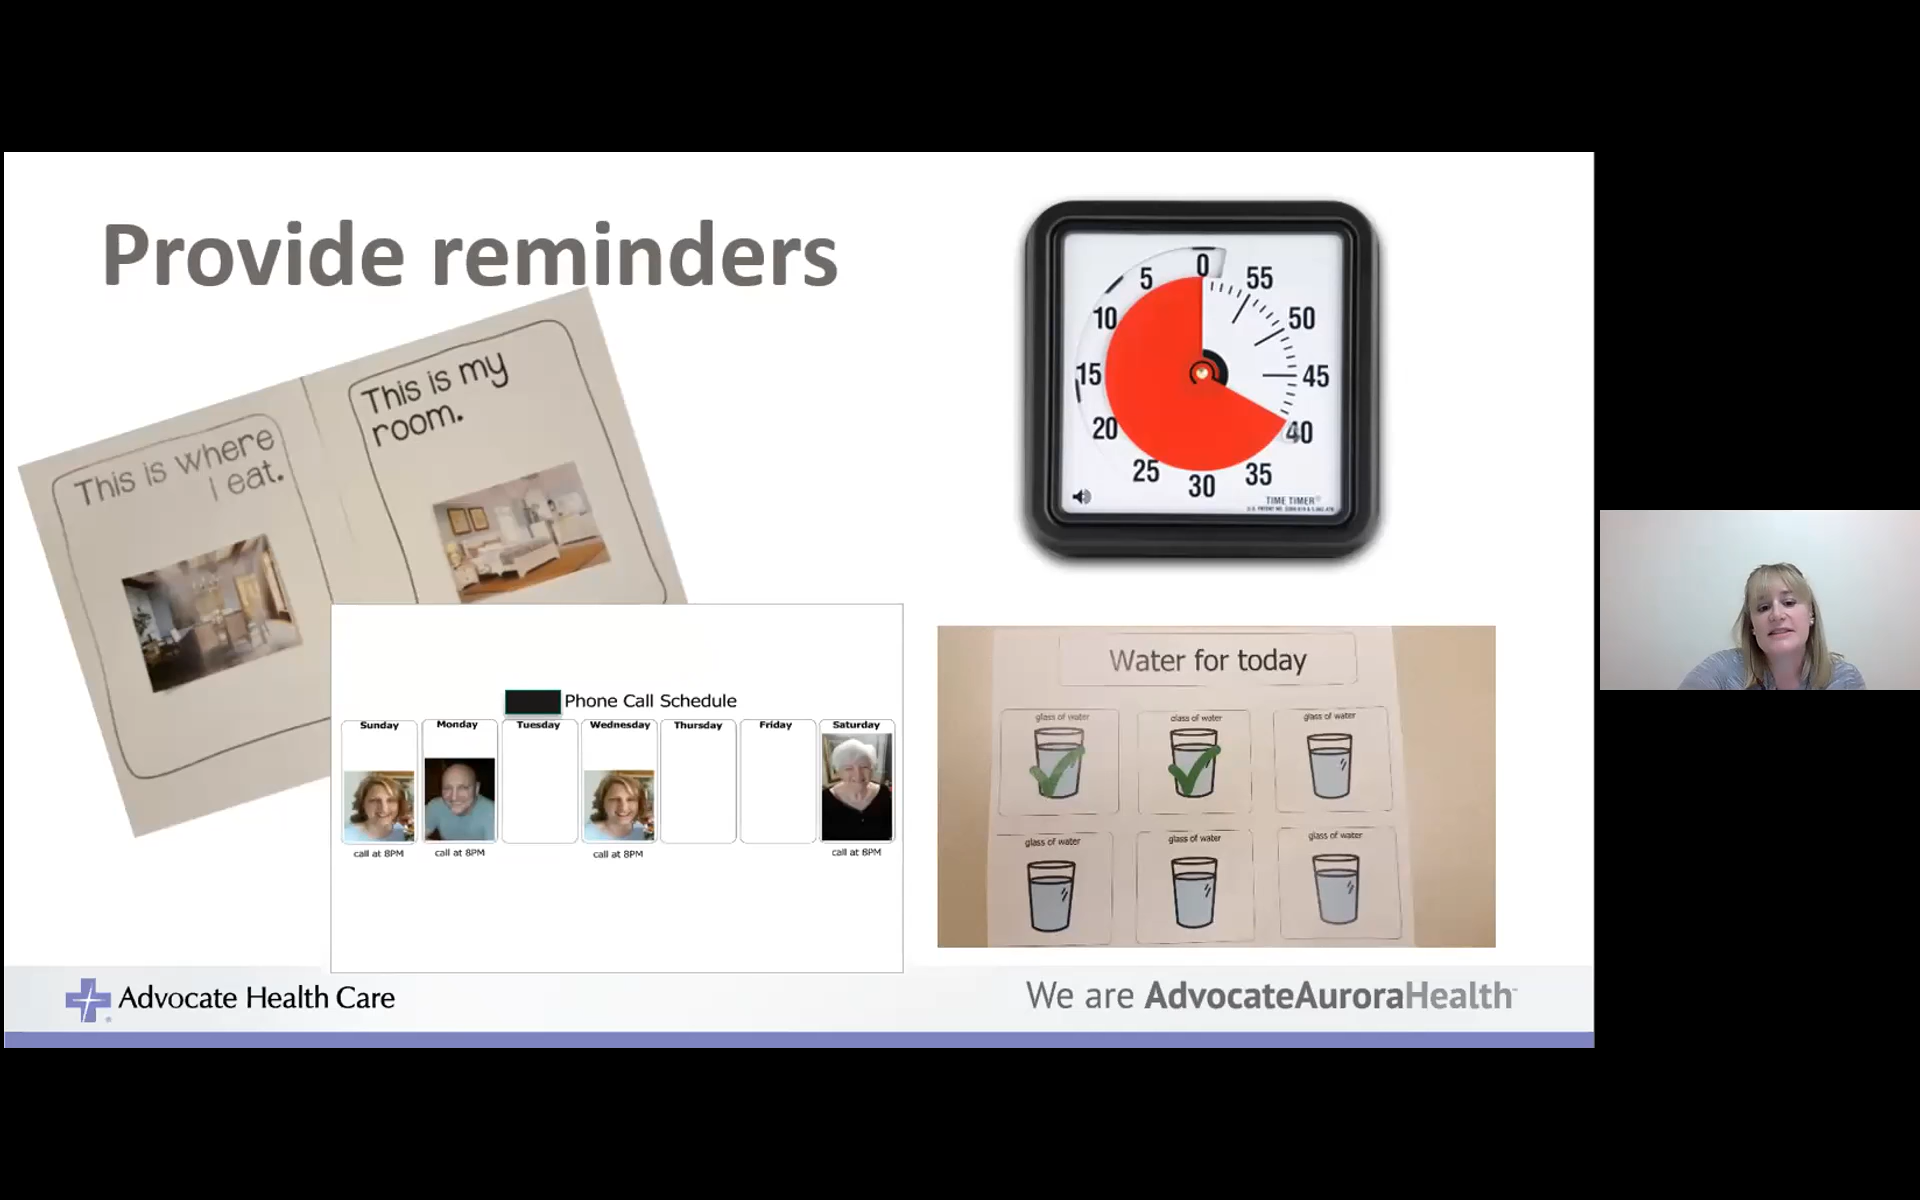 Provide reminders
This is where
I eat.
This is my
room.
Phone Call Schedule
Sunday
Monday
Tuesday
Wednesday
Thursday
Friday
Saturday
call at 8PM
call at 8PM
call at 8PM
call at 8PM
0
55
50
45
40
35
30
25
20
15
10
5
TIME TIMER®
Water for today
glass of water
glass of water
glass of water
glass of water
glass of water
glass of water
Advocate Health Care
We are AdvocateAuroraHealth™